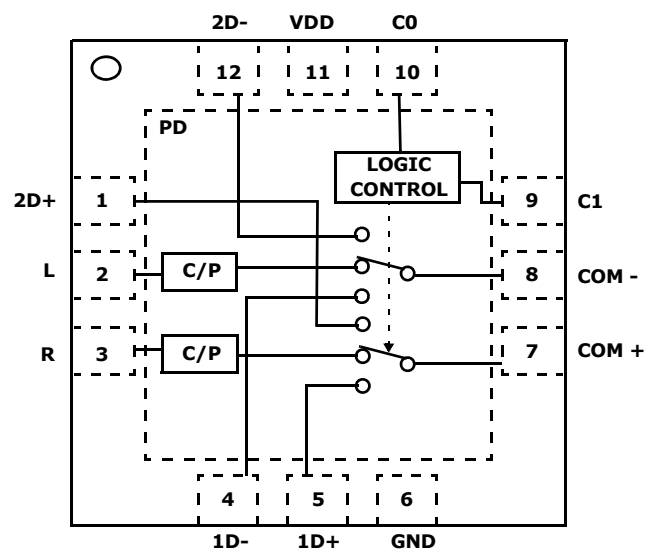 2D- VDD C0
12 11 10
PD
LOGIC
CONTROL
2D+ 1 9 C1
L 2 C/P 8 COM -
R 3 C/P 7 COM +
4 5 6
1D- 1D+ GND